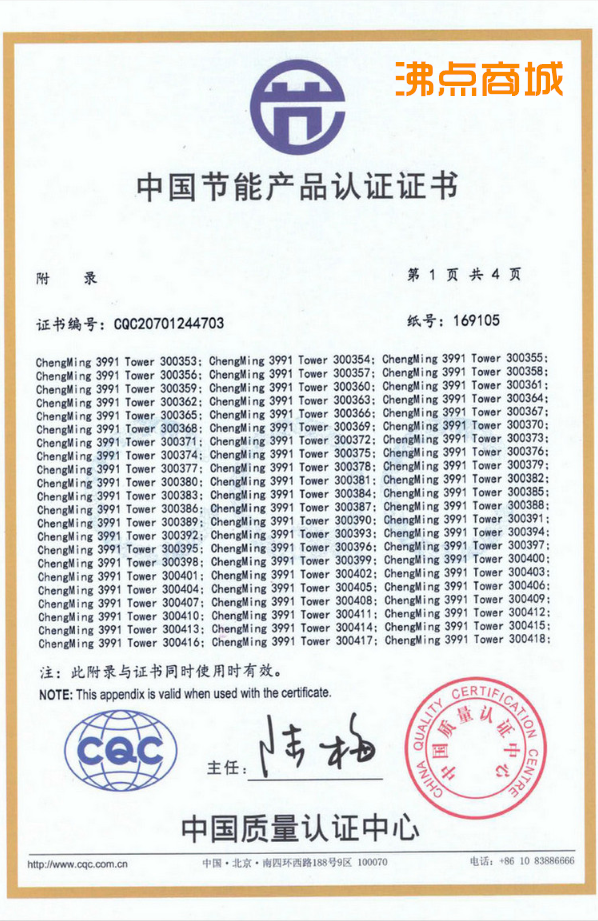 沸点商城
中国节能产品认证证书
附 录 第 1 页 共 4 页
证书编号: CQC20701244703 纸号: 169105
ChengMing 3991 Tower 300353; ChengMing 3991 Tower 300354; ChengMing 3991 Tower 300355;
ChengMing 3991 Tower 300356; ChengMing 3991 Tower 300357; ChengMing 3991 Tower 300358;
ChengMing 3991 Tower 300359; ChengMing 3991 Tower 300360; ChengMing 3991 Tower 300361;
ChengMing 3991 Tower 300362; ChengMing 3991 Tower 300363; ChengMing 3991 Tower 300364;
ChengMing 3991 Tower 300365; ChengMing 3991 Tower 300366; ChengMing 3991 Tower 300367;
ChengMing 3991 Tower 300368; ChengMing 3991 Tower 300369; ChengMing 3991 Tower 300370;
ChengMing 3991 Tower 300371; ChengMing 3991 Tower 300372; ChengMing 3991 Tower 300373;
ChengMing 3991 Tower 300374; ChengMing 3991 Tower 300375; ChengMing 3991 Tower 300376;
ChengMing 3991 Tower 300377; ChengMing 3991 Tower 300378; ChengMing 3991 Tower 300379;
ChengMing 3991 Tower 300380; ChengMing 3991 Tower 300381; ChengMing 3991 Tower 300382;
ChengMing 3991 Tower 300383; ChengMing 3991 Tower 300384; ChengMing 3991 Tower 300385;
ChengMing 3991 Tower 300386; ChengMing 3991 Tower 300387; ChengMing 3991 Tower 300388;
ChengMing 3991 Tower 300389; ChengMing 3991 Tower 300390; ChengMing 3991 Tower 300391;
ChengMing 3991 Tower 300392; ChengMing 3991 Tower 300393; ChengMing 3991 Tower 300394;
ChengMing 3991 Tower 300395; ChengMing 3991 Tower 300396; ChengMing 3991 Tower 300397;
ChengMing 3991 Tower 300398; ChengMing 3991 Tower 300399; ChengMing 3991 Tower 300400;
ChengMing 3991 Tower 300401; ChengMing 3991 Tower 300402; ChengMing 3991 Tower 300403;
ChengMing 3991 Tower 300404; ChengMing 3991 Tower 300405; ChengMing 3991 Tower 300406;
ChengMing 3991 Tower 300407; ChengMing 3991 Tower 300408; ChengMing 3991 Tower 300409;
ChengMing 3991 Tower 300410; ChengMing 3991 Tower 300411; ChengMing 3991 Tower 300412;
ChengMing 3991 Tower 300413; ChengMing 3991 Tower 300414; ChengMing 3991 Tower 300415;
ChengMing 3991 Tower 300416; ChengMing 3991 Tower 300417; ChengMing 3991 Tower 300418;
注: 此附录与证书同时使用时有效。
NOTE: This appendix is valid when used with the certificate.
CQC
主任: 陆梅
CHINA QUALITY CERTIFICATION CENTRE
中国质量认证中心
中国质量认证中心
http://www.cqc.com.cn 中国·北京·南四环西路188号9区 100070 电话: +86 10 83886666